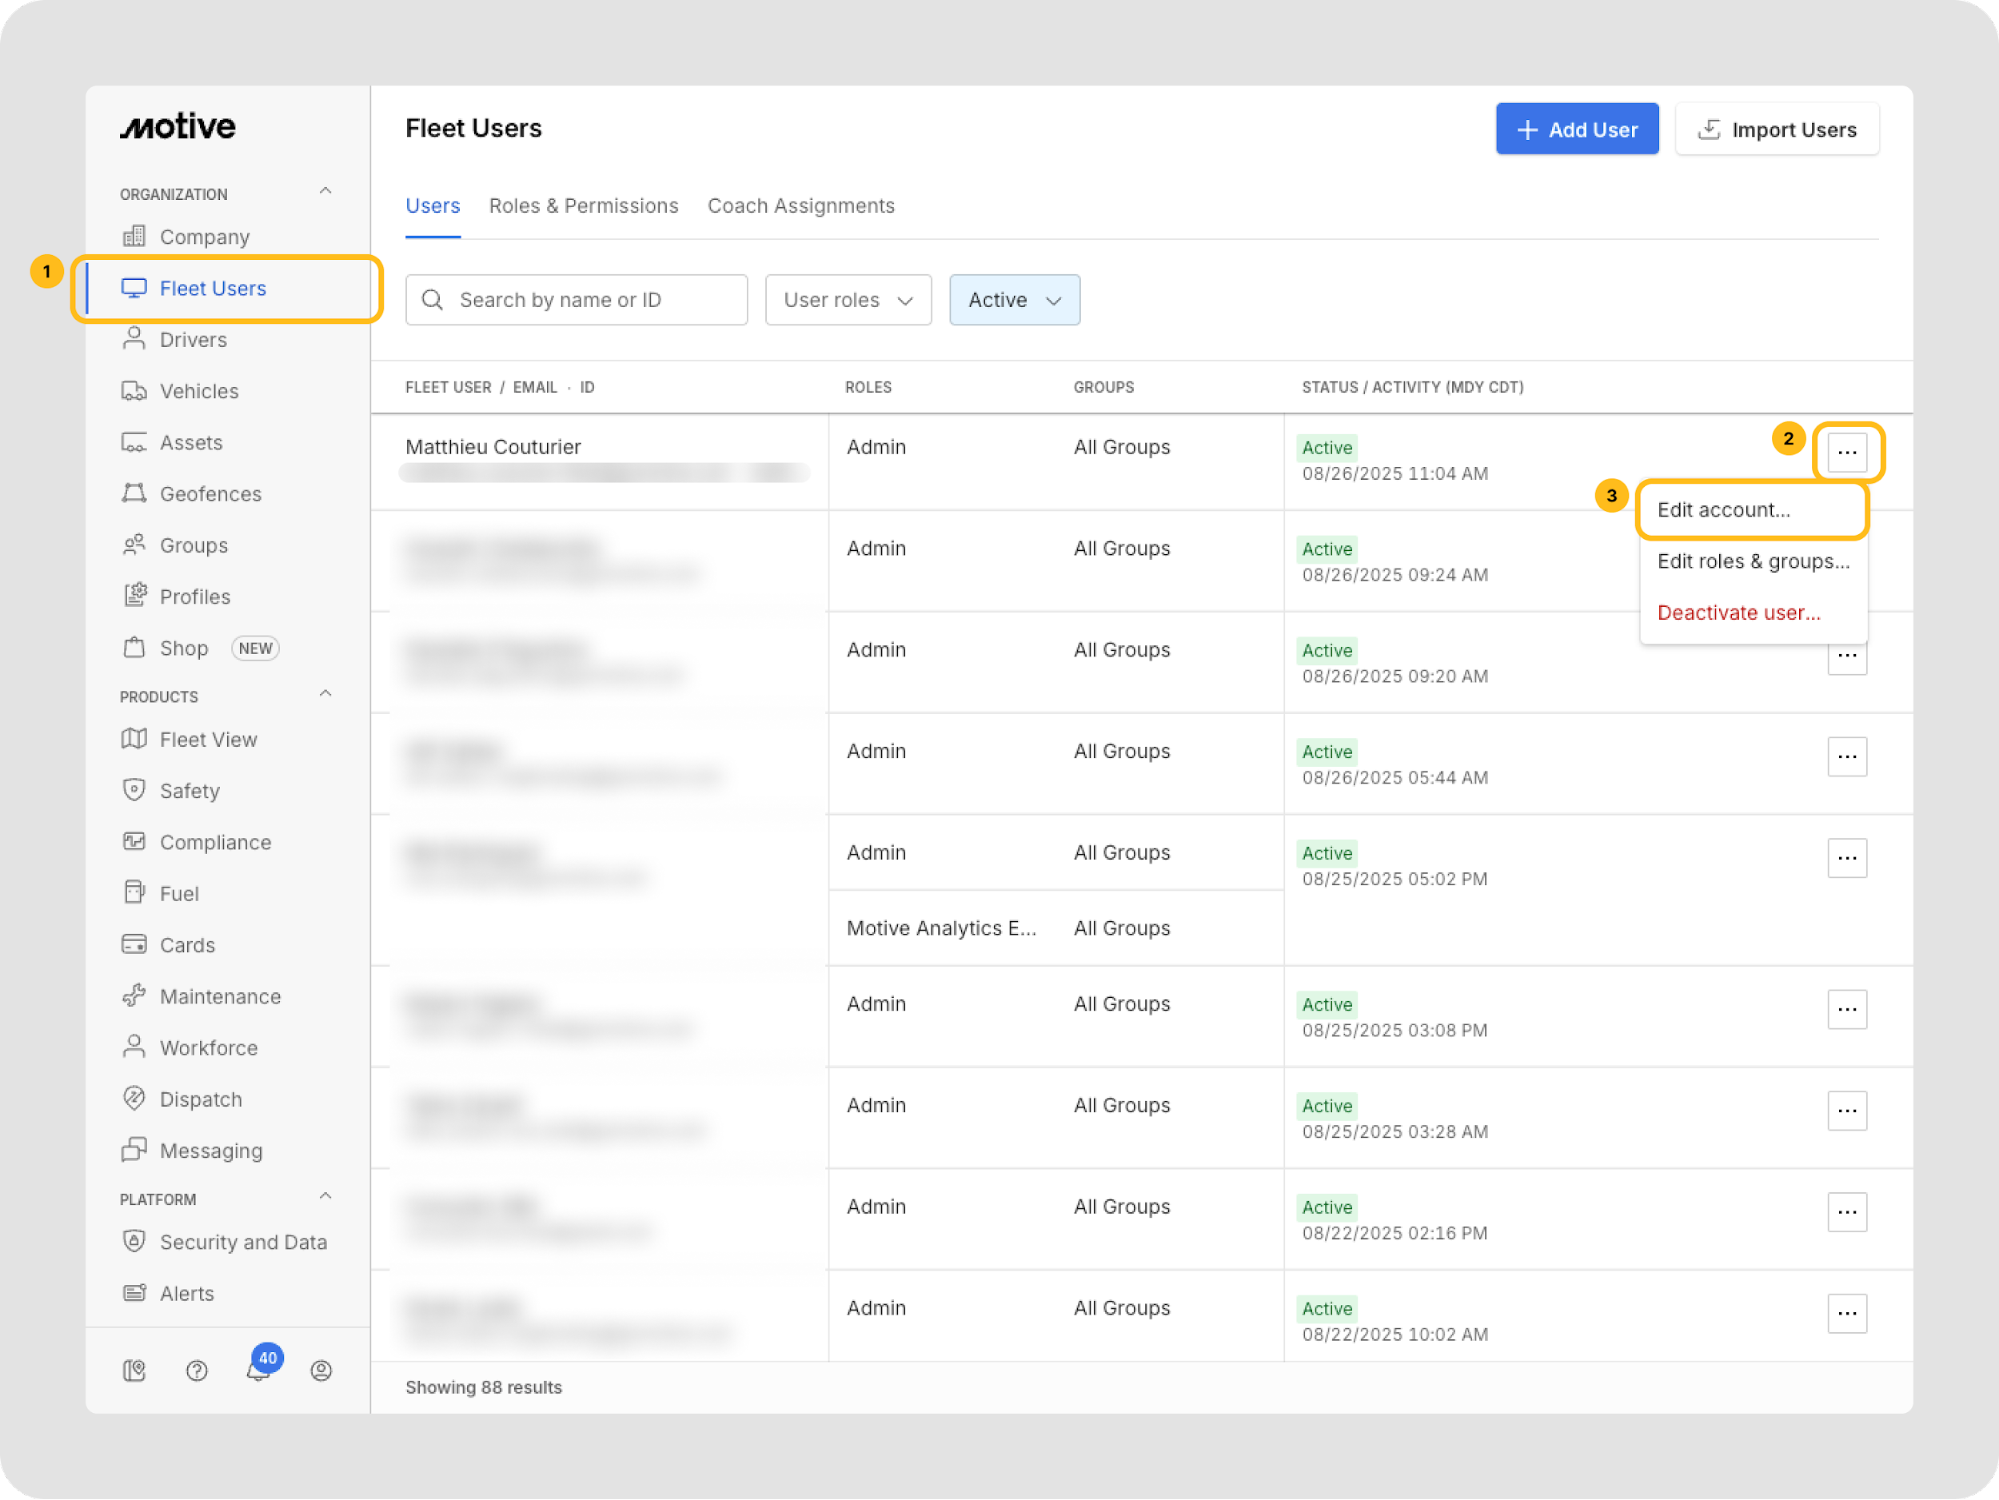 motive
ORGANIZATION
Company
1
Fleet Users
Drivers
Vehicles
Assets
Geofences
Groups
Profiles
Shop NEW
PRODUCTS
Fleet View
Safety
Compliance
Fuel
Cards
Maintenance
Workforce
Dispatch
Messaging
PLATFORM
Security and Data
Alerts
40
Fleet Users
Add User
Import Users
Users Roles & Permissions Coach Assignments
Search by name or ID User roles Active
FLEET USER / EMAIL · ID ROLES GROUPS STATUS / ACTIVITY (MDY CDT)
Matthieu Couturier Admin All Groups Active
08/26/2025 11:04 AM
2
...
3
Edit account...
Edit roles & groups...
Deactivate user...
Admin All Groups Active
08/26/2025 09:24 AM
Admin All Groups Active
08/26/2025 09:20 AM
...
Admin All Groups Active
08/26/2025 05:44 AM
...
Admin All Groups Active
08/25/2025 05:02 PM
...
Motive Analytics E... All Groups
Admin All Groups Active
08/25/2025 03:08 PM
...
Admin All Groups Active
08/25/2025 03:28 AM
...
Admin All Groups Active
08/22/2025 02:16 PM
...
Admin All Groups Active
08/22/2025 10:02 AM
...
Showing 88 results